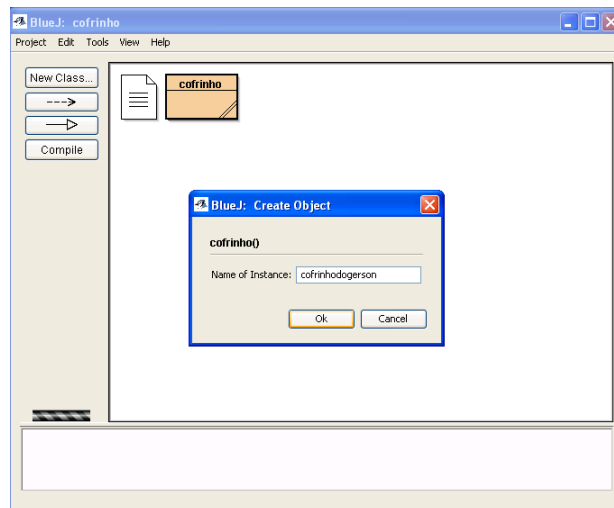 BlueJ: cofrinho
Project Edit Tools View Help
New Class...
cofrinho
Compile
BlueJ: Create Object
cofrinho()
Name of Instance: cofrinhodogerson
Ok Cancel